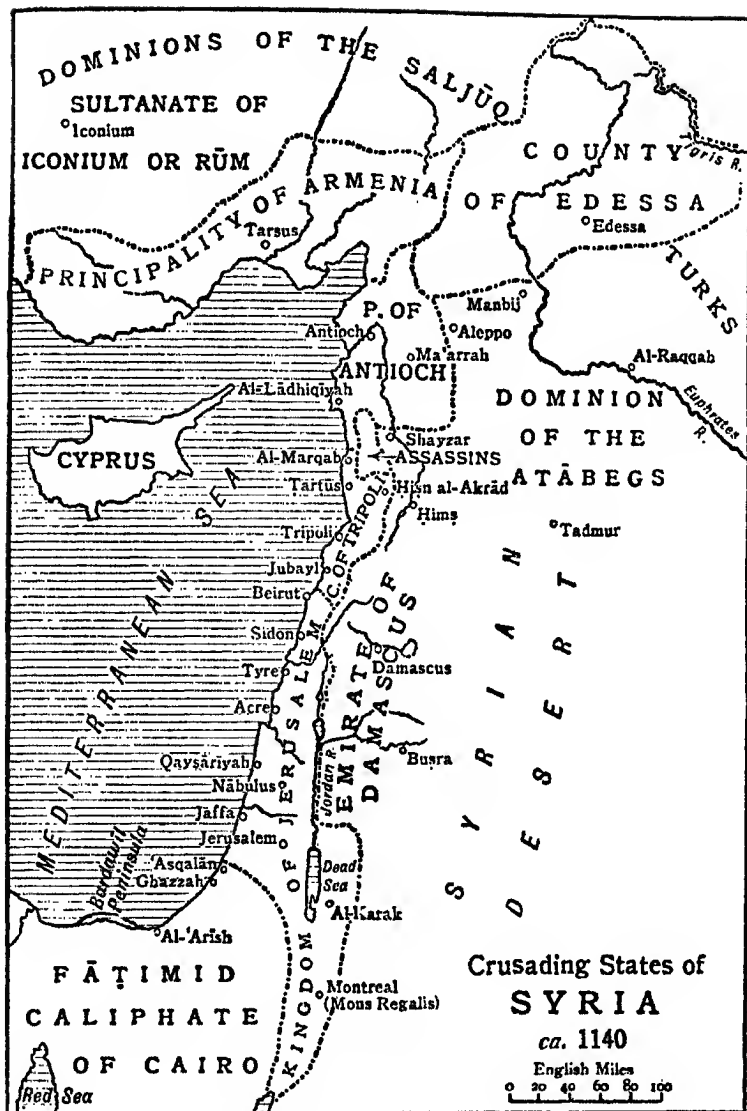 DOMINIONS OF THE SALJŪQ
SULTANATE OF
Iconium
ICONIUM OR RŪM
PRINCIPALITY OF ARMENIA
Tarsus
COUNTY
OF EDESSA
Edessa
R.
TURKS
Manbij
P. OF
Antioch
Aleppo
Ma'arrah
ANTIOCH
Al-Raqqah
Euphrates
R.
Al-Lādhiqīyah
DOMINION
OF THE
ATĀBEGS
Shayzar
CYPRUS
Al-Marqab
ASSASSINS
Tartūs
Hisn al-Akrād
Hims
C. OF TRIPOLI
Tadmur
Tripoli
Jubayl
Beirut
Sidon
MEDITERRANEAN SEA
EMIRATE OF
DAMASCUS
Damascus
Tyre
Acre
SYRIAN
DESERT
Qaysārīyah
Nābulus
Jordan R.
Buṣra
Jaffa
Jerusalem
KINGDOM OF JERUSALEM
'Asqalān
Ghazzah
Dead
Sea
Bardawīl
Peninsula
Al-'Arīsh
Al-Karak
FĀṬIMID
CALIPHATE
OF CAIRO
Montreal
(Mons Regalis)
Red Sea
Crusading States of
SYRIA
ca. 1140
English Miles
0 20 40 60 80 100